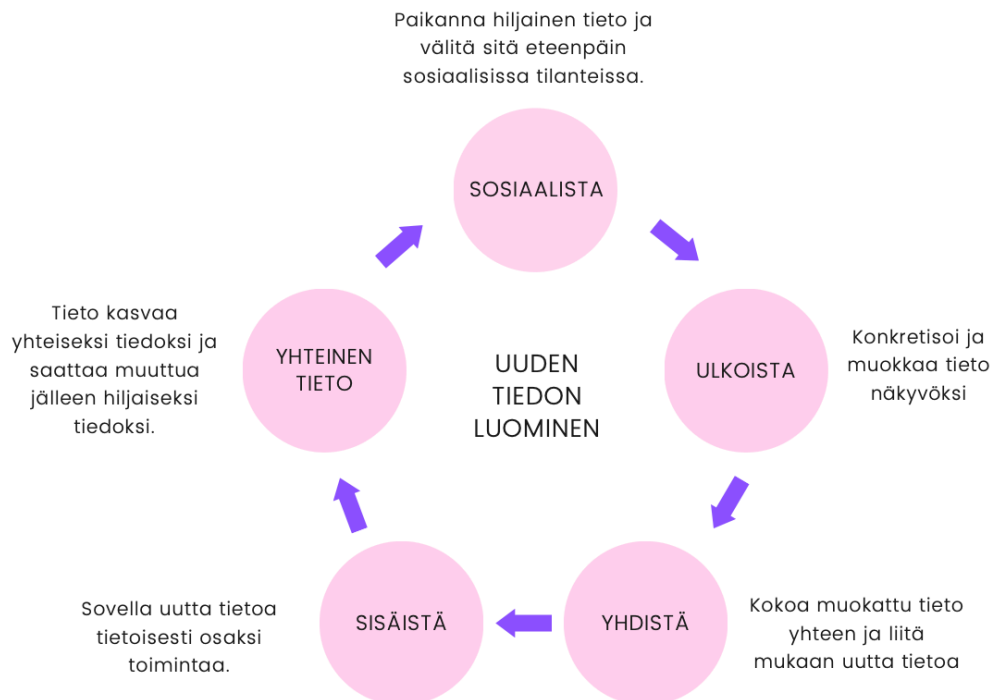 Paikanna hiljainen tieto ja
välitä sitä eteenpäin
sosiaalisissa tilanteissa.
SOSIAALISTA
Konkretisoi ja
muokkaa tieto
näkyvöksi
ULKOISTA
Kokoa muokattu tieto
yhteen ja liitä
mukaan uutta tietoa
YHDISTÄ
SISÄISTÄ
Sovella uutta tietoa
tietoisesti osaksi
toimintaa.
YHTEINEN
TIETO
Tieto kasvaa
yhteiseksi tiedoksi ja
saattaa muuttua
jälleen hiljaiseksi
tiedoksi.
UUDEN
TIEDON
LUOMINEN